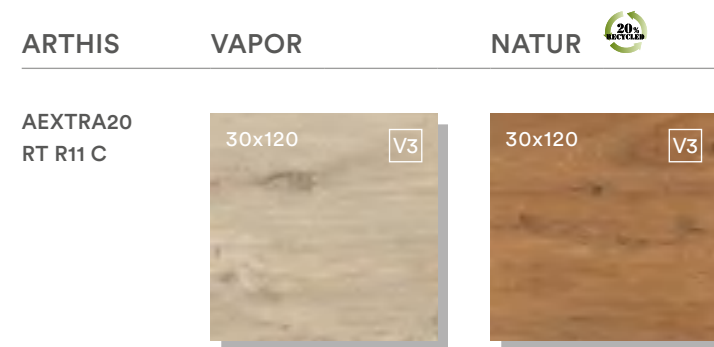 ARTHIS VAPOR NATUR 20% RECYCLED
AEXTRA20
RT R11 C
30x120 V3 30x120 V3